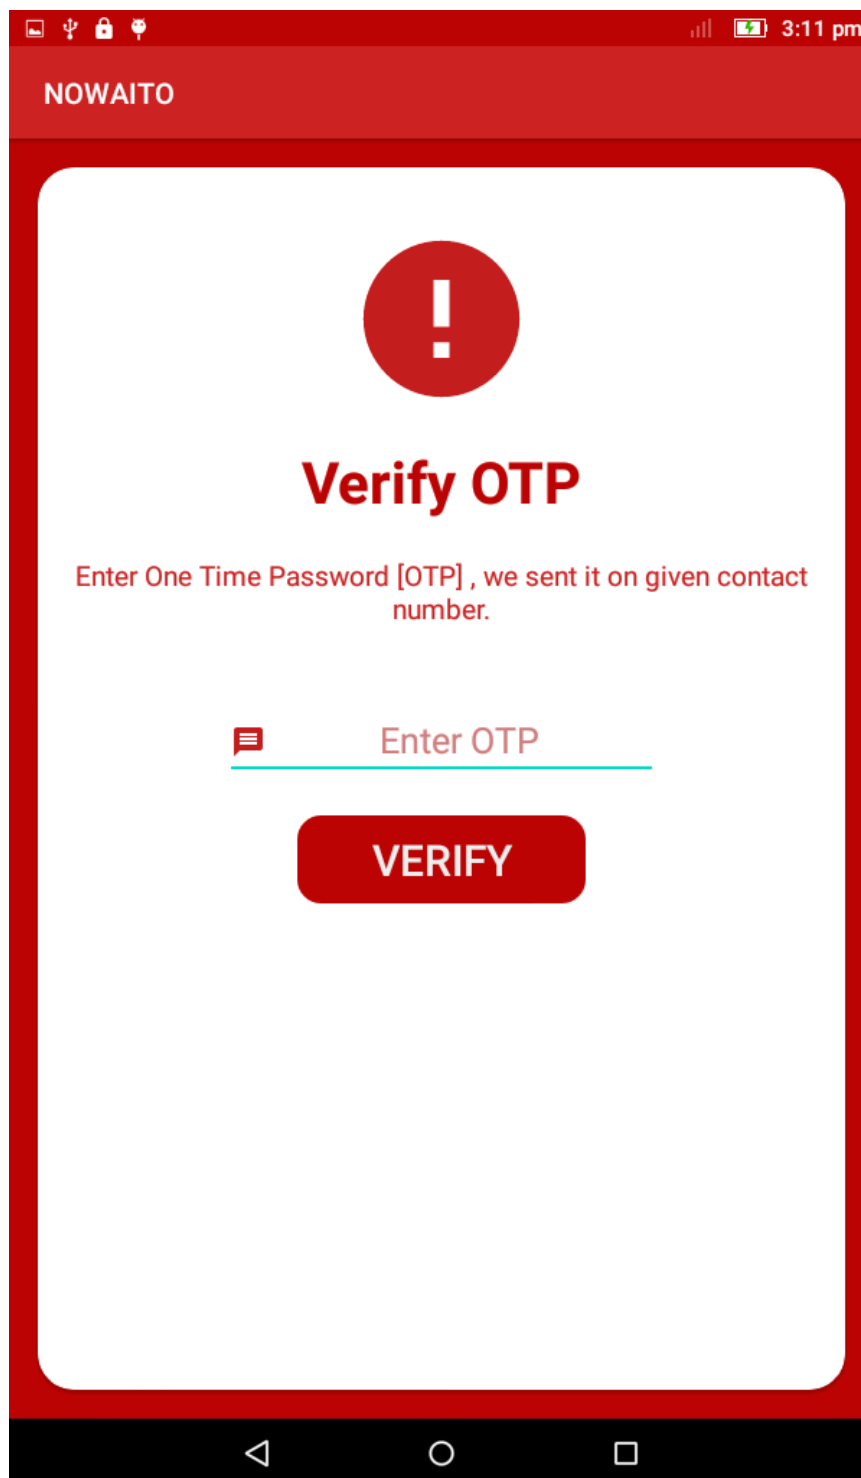 3:11 pm
NOWAITO
!
Verify OTP
Enter One Time Password [OTP] , we sent it on given contact
number.
Enter OTP
VERIFY